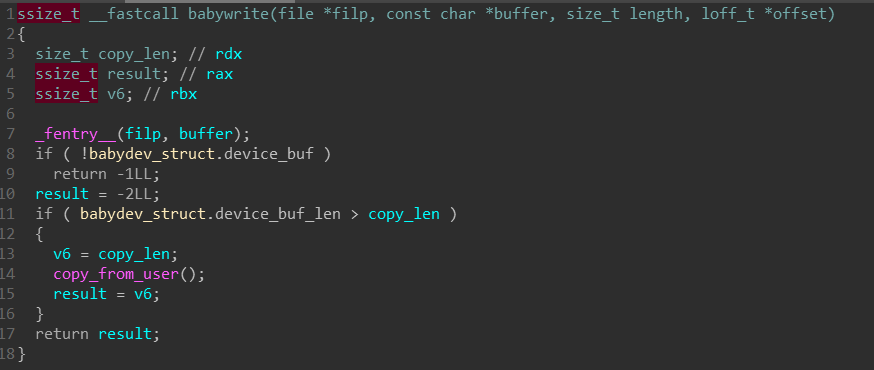 1 ssize_t __fastcall babywrite(file *filp, const char *buffer, size_t length, loff_t *offset)
2 {
3   size_t copy_len; // rdx
4   ssize_t result; // rax
5   ssize_t v6; // rbx
6
7   _fentry__(filp, buffer);
8   if ( !babydev_struct.device_buf )
9     return -1LL;
10   result = -2LL;
11   if ( babydev_struct.device_buf_len > copy_len )
12   {
13     v6 = copy_len;
14     copy_from_user();
15     result = v6;
16   }
17   return result;
18 }